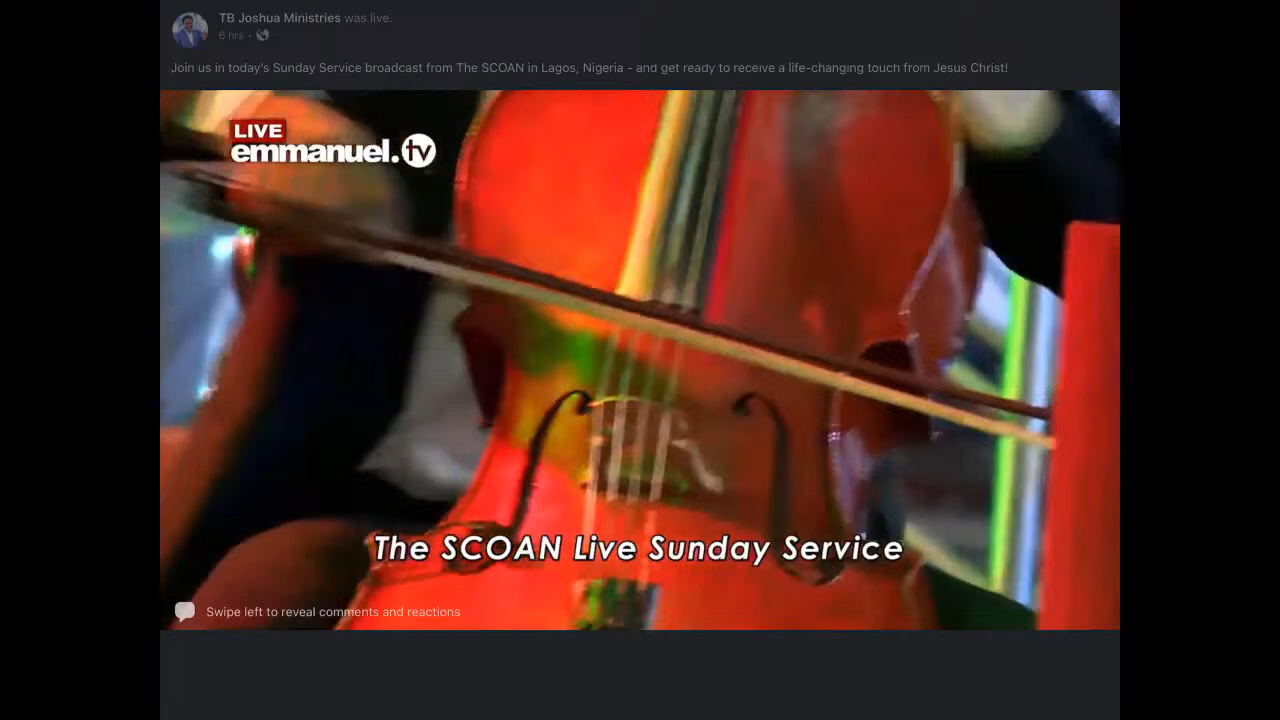 TB Joshua Ministries was live.
6 hrs ·
Join us in today's Sunday Service broadcast from The SCOAN in Lagos, Nigeria - and get ready to receive a life-changing touch from Jesus Christ!
LIVE
emmanuel.tv
The SCOAN Live Sunday Service
Swipe left to reveal comments and reactions